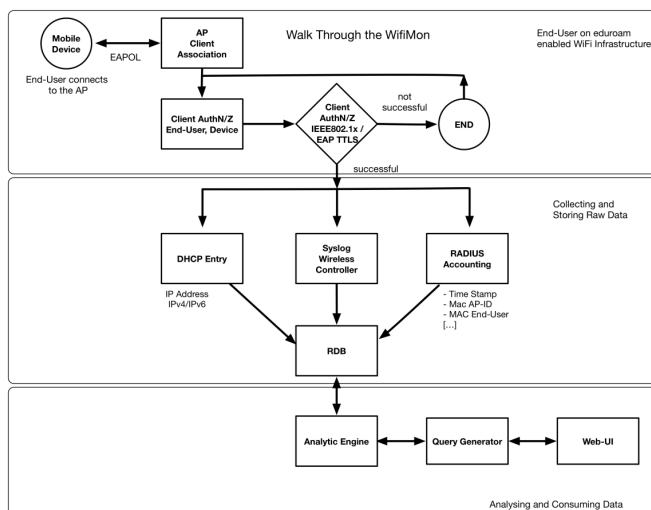 Walk Through the WifiMon
End-User on eduroam
enabled WiFi Infrastructure
Mobile
Device
EAPOL
AP
Client
Association
End-User connects
to the AP
Client AuthN/Z
End-User, Device
Client
AuthN/Z
IEEE802.1x /
EAP TTLS
not
successful
END
successful
Collecting and
Storing Raw Data
DHCP Entry
Syslog
Wireless
Controller
RADIUS
Accounting
IP Address
IPv4/IPv6
- Time Stamp
- Mac AP-ID
- MAC End-User
[...]
RDB
Analytic Engine
Query Generator
Web-UI
Analysing and Consuming Data